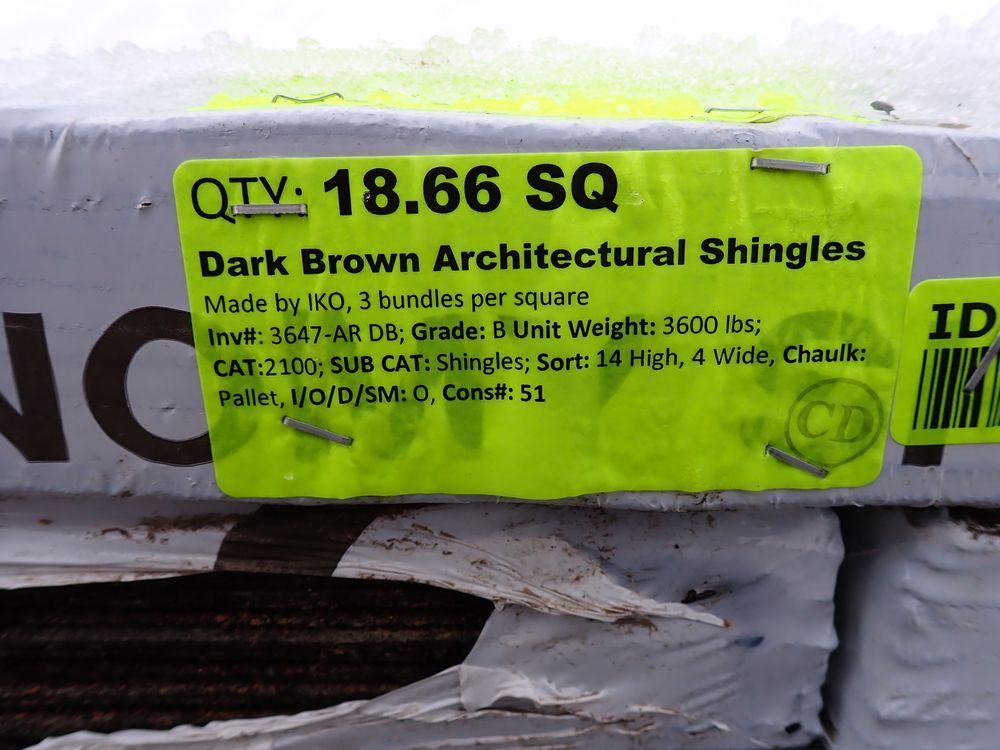 QTY: 18.66 SQ
Dark Brown Architectural Shingles
Made by IKO, 3 bundles per square
Inv#: 3647-AR DB; Grade: B Unit Weight: 3600 lbs;
CAT:2100; SUB CAT: Shingles; Sort: 14 High, 4 Wide, Chaulk:
Pallet, I/O/D/SM: O, Cons#: 51
CD
ID
NO